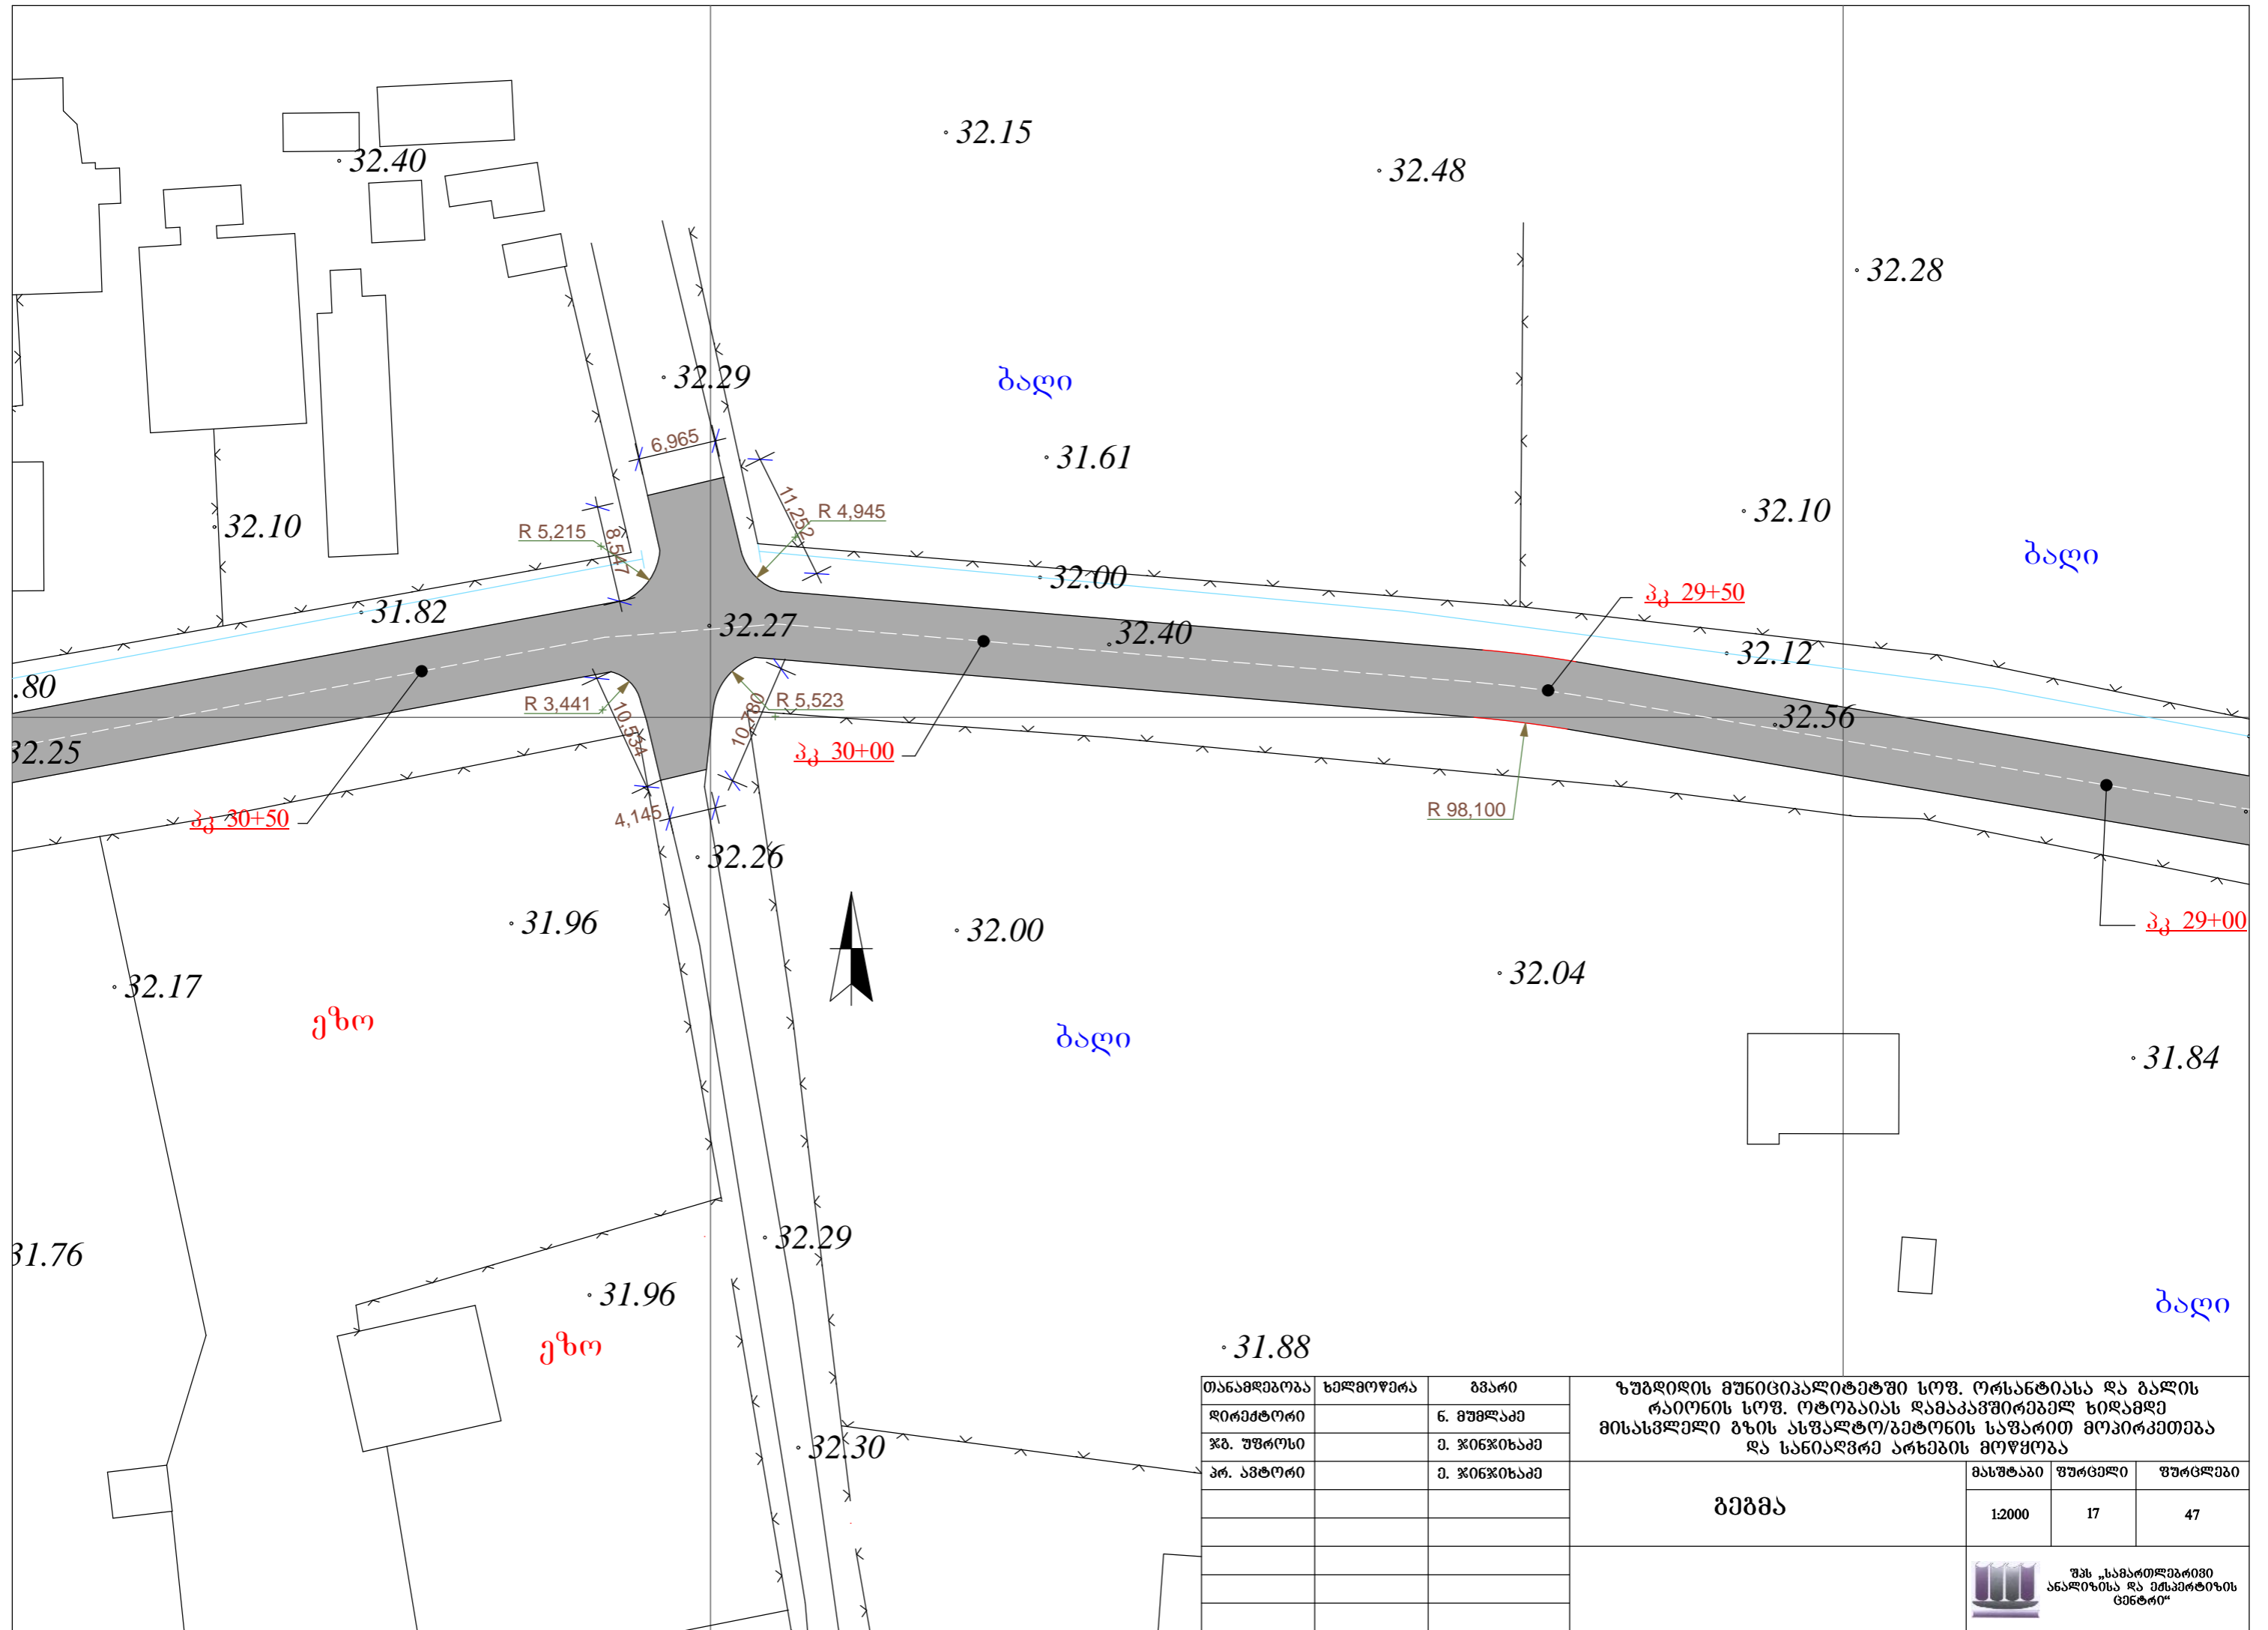 32.15
32.40
32.48
32.28
32.29
ბაღი
6,965
31.61
11,252
R 4,945
32.10
R 5,215
8,547
32.10
ბაღი
32.00
პკ 29+50
31.82
32.27
32.40
32.12
.80
R 3,441
10,534
10,780
R 5,523
32.56
32.25
პკ 30+00
4,145
პკ 30+50
R 98,100
32.26
31.96
32.00
პკ 29+00
32.17
32.04
ეზო
ბაღი
31.84
31.76
32.29
31.96
ბაღი
ეზო
31.88
32.30
თანამდებობა ხელმოწერა გვარი
დირექტორი ნ. მუმლაძე
ჯგ. უფროსი ე. ჯინჯიხაძე
პრ. ავტორი ე. ჯინჯიხაძე
ზუგდიდის მუნიციპალიტეტში სოფ. ორსანტიასა და გალის
რაიონის სოფ. ოტობაიას დამაკავშირებელ ხიდამდე
მისასვლელი გზის ასფალტო/ბეტონის საფარით მოპირკეთება
და სანიაღვრე არხების მოწყობა
გეგმა
მასშტაბი ფურცელი ფურცლები
1:2000 17 47
შპს „სამართლებრივი
ანალიზისა და ექსპერტიზის
ცენტრი“